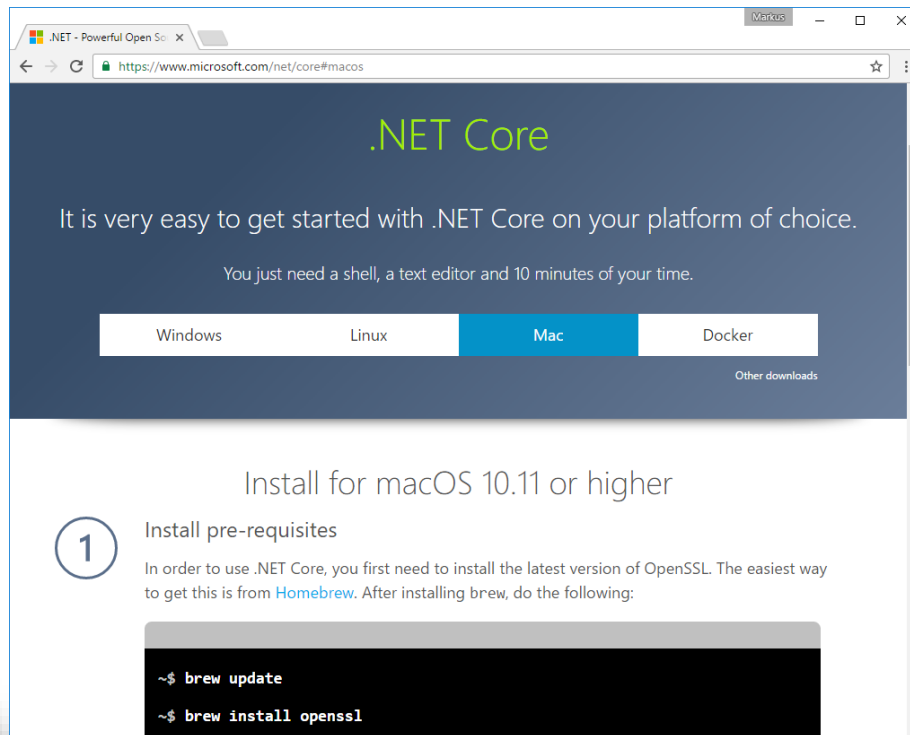 Markus
.NET - Powerful Open So
https://www.microsoft.com/net/core#macos
.NET Core
It is very easy to get started with .NET Core on your platform of choice.
You just need a shell, a text editor and 10 minutes of your time.
Windows Linux Mac Docker
Other downloads
Install for macOS 10.11 or higher
1
Install pre-requisites
In order to use .NET Core, you first need to install the latest version of OpenSSL. The easiest way
to get this is from Homebrew. After installing brew, do the following:
~$ brew update
~$ brew install openssl